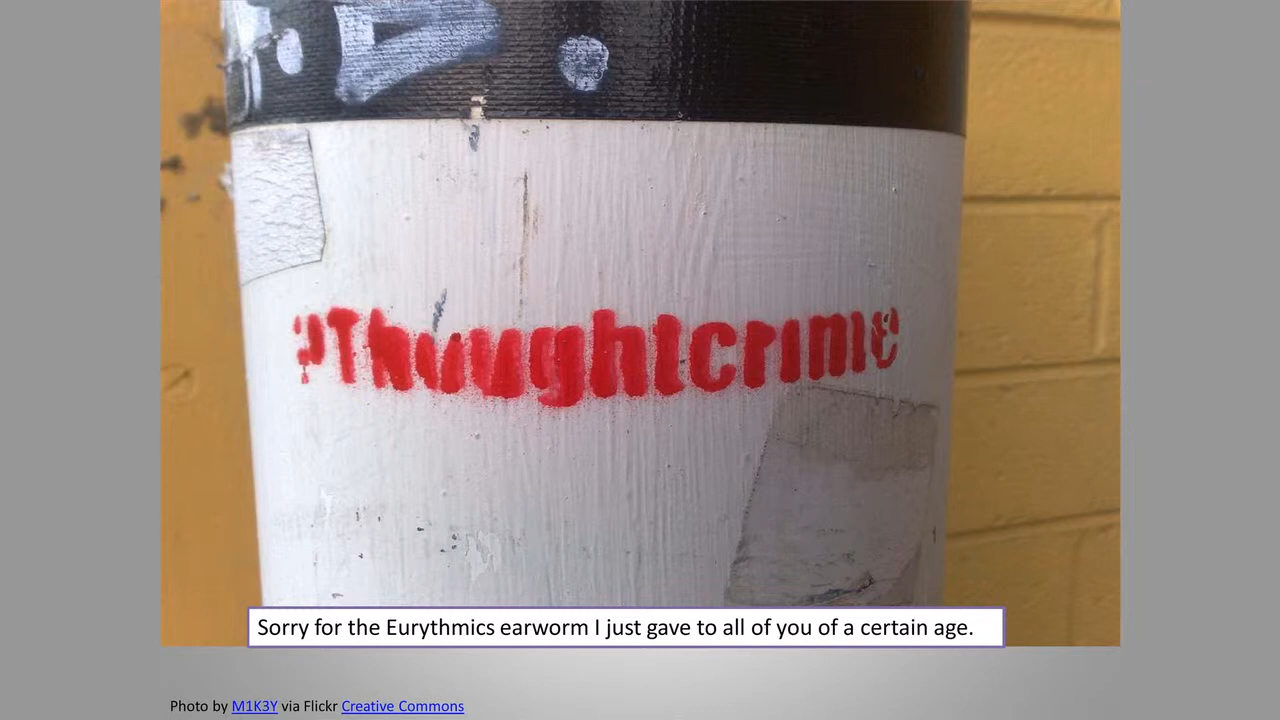 #Thoughtcrime
Sorry for the Eurythmics earworm I just gave to all of you of a certain age.
Photo by M1K3Y via Flickr Creative Commons